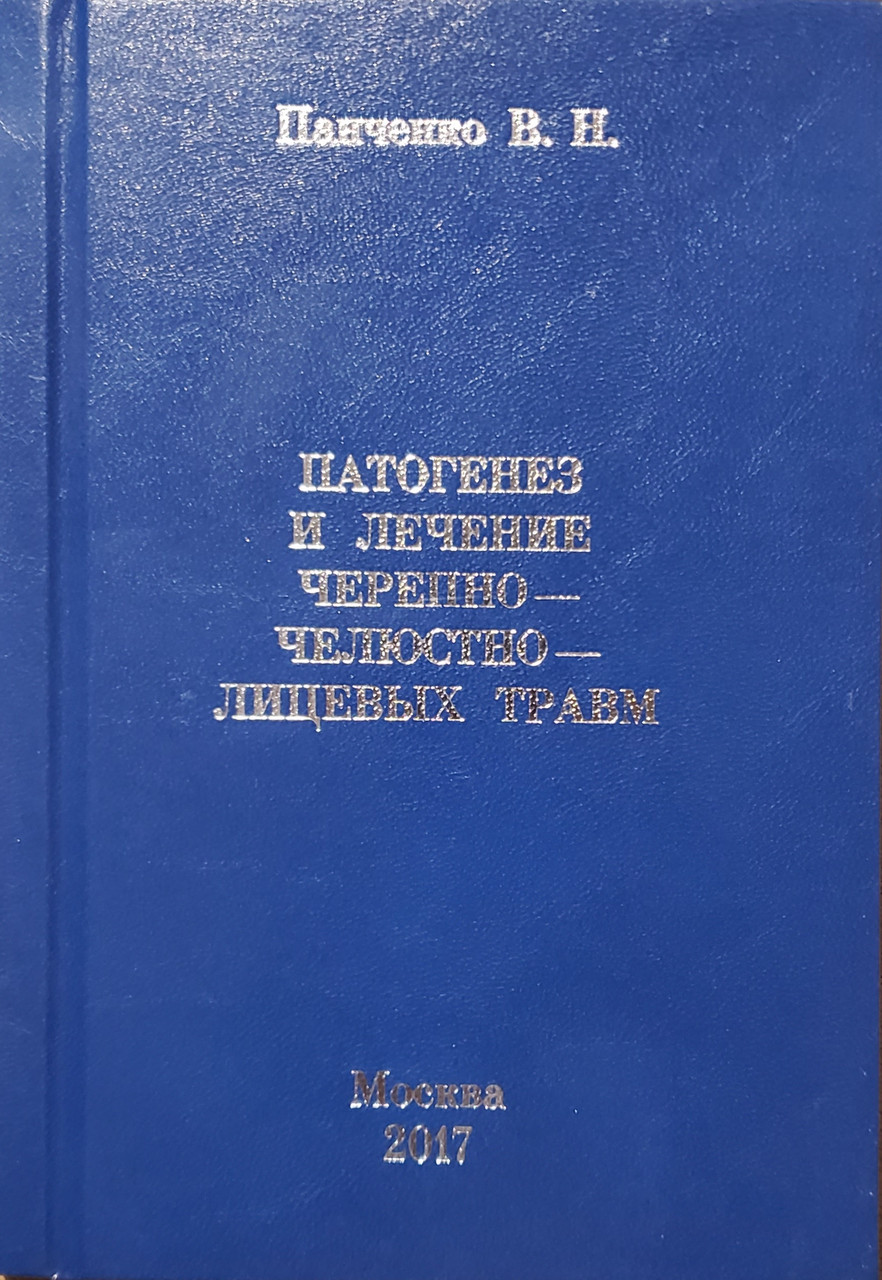 Панченко В. Н.
ПАТОГЕНЕЗ
И ЛЕЧЕНИЕ
ЧЕРЕПНО—
ЧЕЛЮСТНО—
ЛИЦЕВЫХ ТРАВМ
Москва
2017